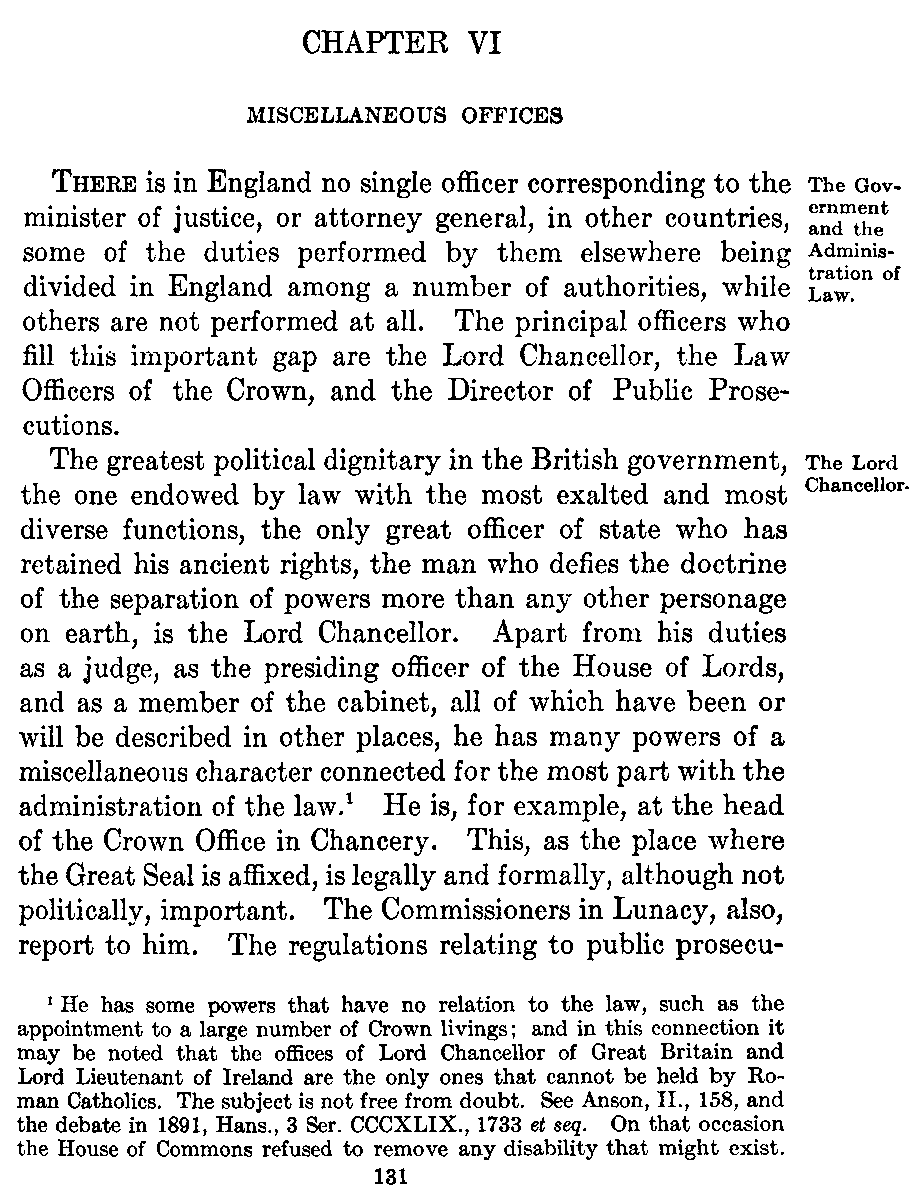 CHAPTER VI
MISCELLANEOUS OFFICES
THERE is in England no single officer corresponding to the
minister of justice, or attorney general, in other countries,
some of the duties performed by them elsewhere being
divided in England among a number of authorities, while
others are not performed at all. The principal officers who
fill this important gap are the Lord Chancellor, the Law
Officers of the Crown, and the Director of Public Prose-
cutions.
The Gov-
ernment
and the
Adminis-
tration of
Law.
The greatest political dignitary in the British government,
the one endowed by law with the most exalted and most
diverse functions, the only great officer of state who has
retained his ancient rights, the man who defies the doctrine
of the separation of powers more than any other personage
on earth, is the Lord Chancellor. Apart from his duties
as a judge, as the presiding officer of the House of Lords,
and as a member of the cabinet, all of which have been or
will be described in other places, he has many powers of a
miscellaneous character connected for the most part with the
administration of the law.¹ He is, for example, at the head
of the Crown Office in Chancery. This, as the place where
the Great Seal is affixed, is legally and formally, although not
politically, important. The Commissioners in Lunacy, also,
report to him. The regulations relating to public prosecu-
The Lord
Chancellor.
¹ He has some powers that have no relation to the law, such as the
appointment to a large number of Crown livings; and in this connection it
may be noted that the offices of Lord Chancellor of Great Britain and
Lord Lieutenant of Ireland are the only ones that cannot be held by Ro-
man Catholics. The subject is not free from doubt. See Anson, II., 158, and
the debate in 1891, Hans., 3 Ser. CCCXLIX., 1733 et seq. On that occasion
the House of Commons refused to remove any disability that might exist.
131